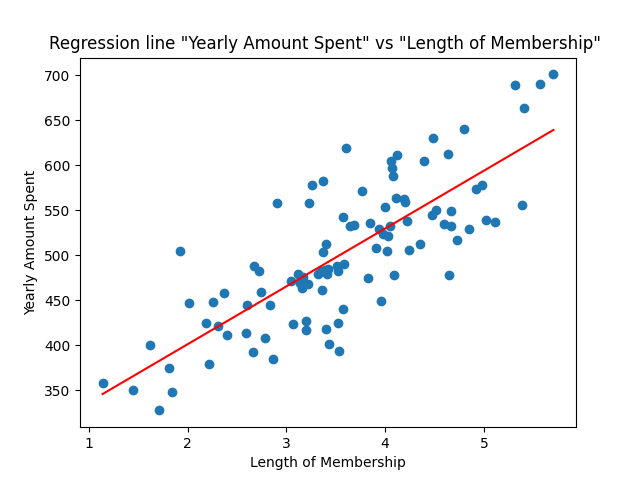 Regression line "Yearly Amount Spent" vs "Length of Membership"
700
650
600
550
500
450
400
350
Yearly Amount Spent
1 2 3 4 5
Length of Membership